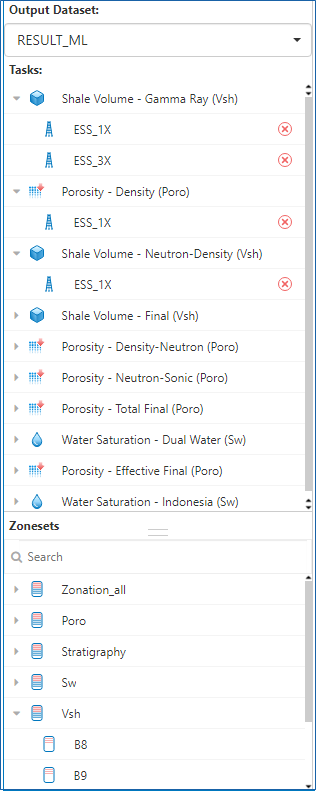 Output Dataset:
RESULT_ML
Tasks:
Shale Volume - Gamma Ray (Vsh)
ESS_1X
ESS_3X
Porosity - Density (Poro)
ESS_1X
Shale Volume - Neutron-Density (Vsh)
ESS_1X
Shale Volume - Final (Vsh)
Porosity - Density-Neutron (Poro)
Porosity - Neutron-Sonic (Poro)
Porosity - Total Final (Poro)
Water Saturation - Dual Water (Sw)
Porosity - Effective Final (Poro)
Water Saturation - Indonesia (Sw)
Zonesets
Search
Zonation_all
Poro
Stratigraphy
Sw
Vsh
B8
B9